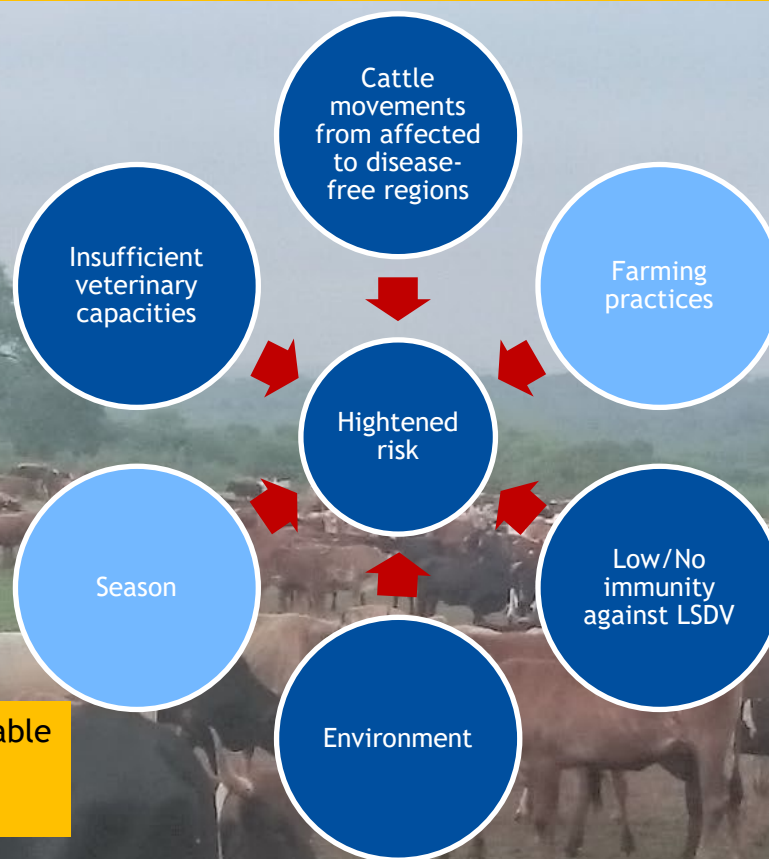 Cattle
movements
from affected
to disease-
free regions
Insufficient
veterinary
capacities
Farming
practices
Hightened
risk
Season
Low/No
immunity
against LSDV
Environment
able